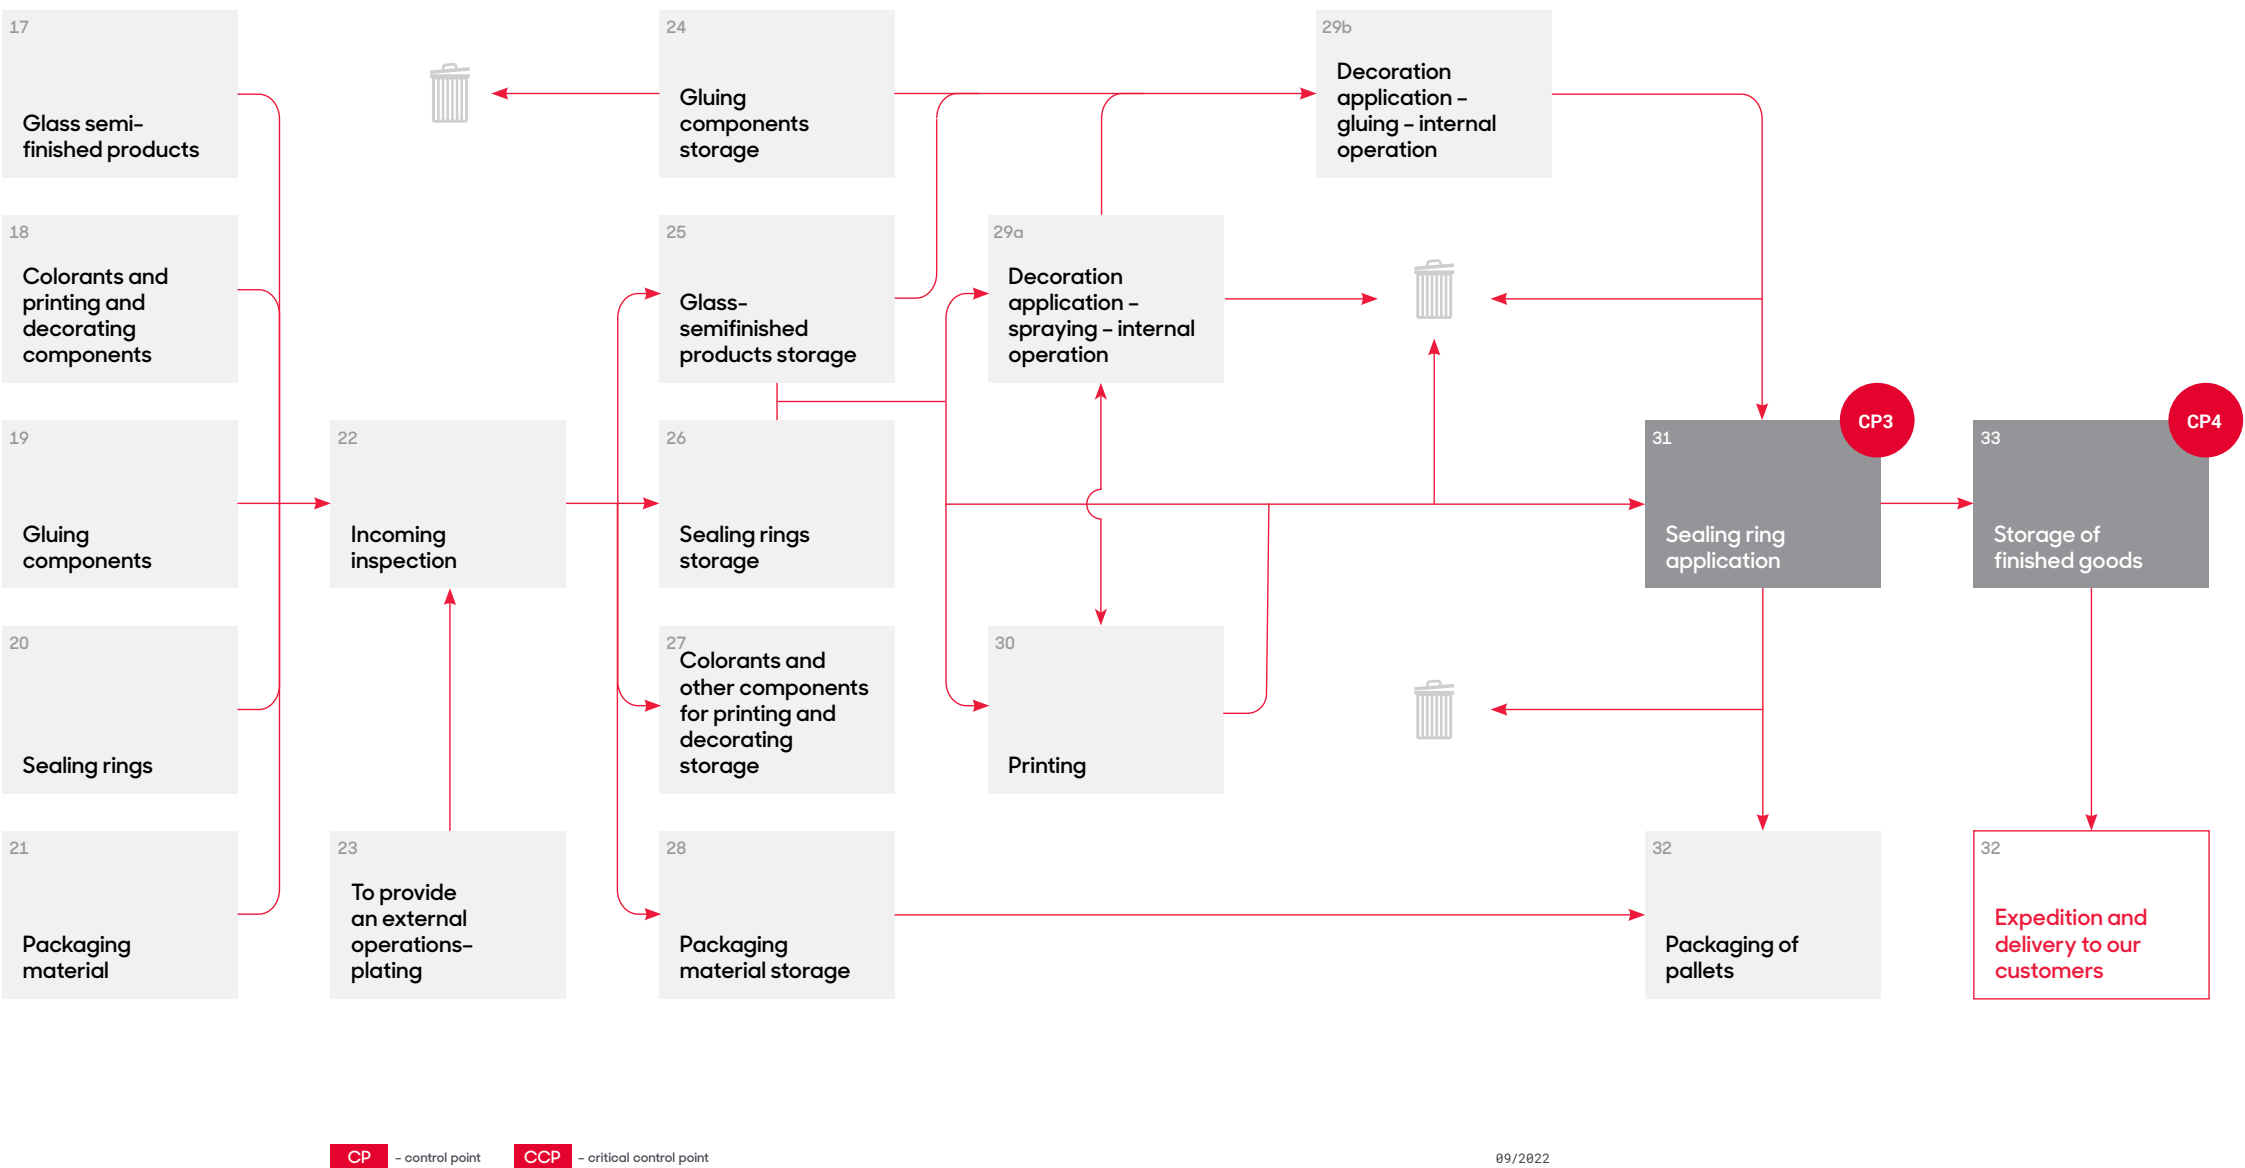 17
Glass semi-
finished products
24
Gluing
components
storage
29b
Decoration
application –
gluing – internal
operation
18
Colorants and
printing and
decorating
components
25
Glass-
semifinished
products storage
29a
Decoration
application –
spraying – internal
operation
19
Gluing
components
22
Incoming
inspection
26
Sealing rings
storage
31
CP3
Sealing ring
application
33
CP4
Storage of
finished goods
20
Sealing rings
27
Colorants and
other components
for printing and
decorating
storage
30
Printing
21
Packaging
material
23
To provide
an external
operations–
plating
28
Packaging
material storage
32
Packaging of
pallets
32
Expedition and
delivery to our
customers
CP – control point
CCP – critical control point
09/2022